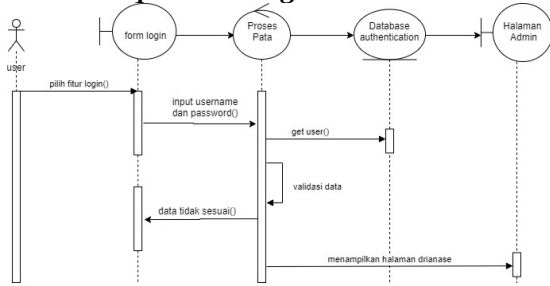 form login
Proses
Pata
Database
authentication
Halaman
Admin
user
pilih fitur login()
input username
dan password()
get user()
validasi data
data tidak sesuai()
menampilkan halaman drianase